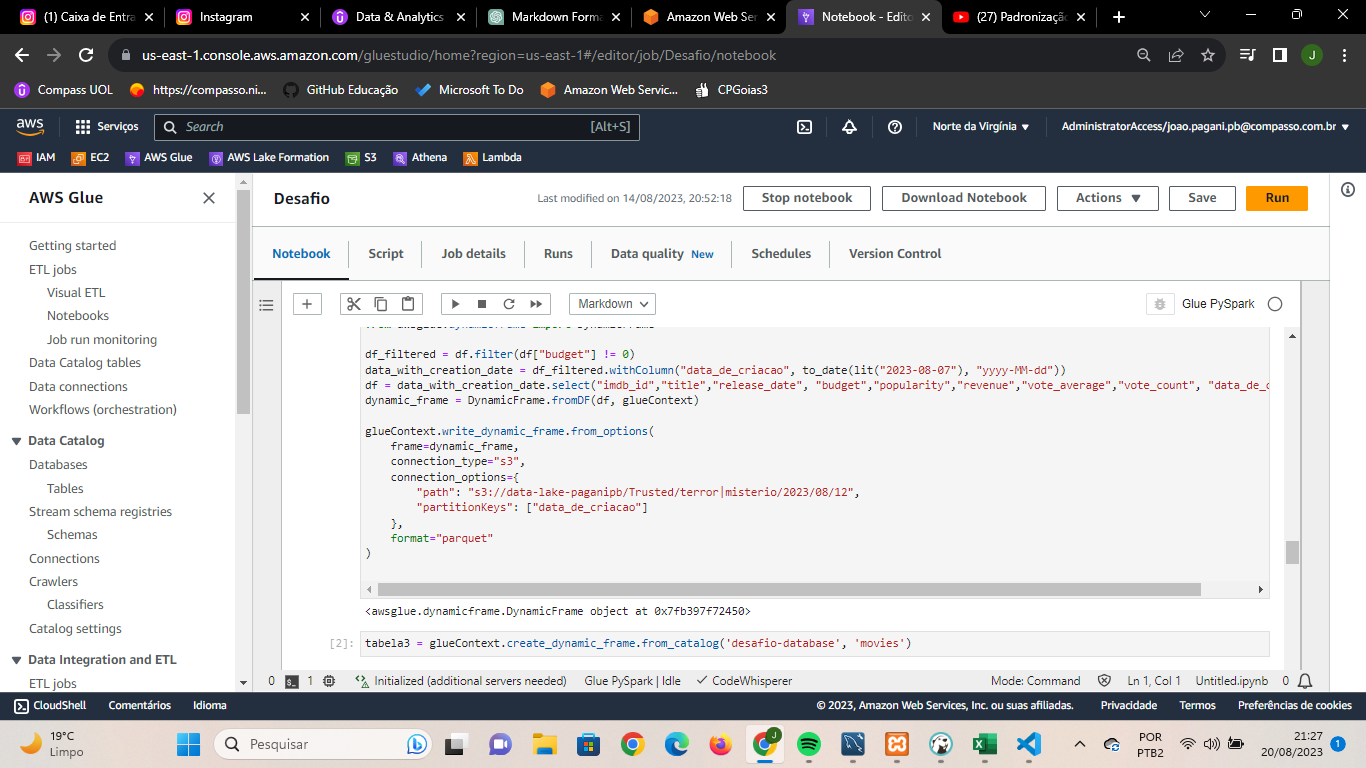 (1) Caixa de Entra
Instagram
Data & Analytics
Markdown Forma
Amazon Web Ser
Notebook - Edito
(27) Padronizaçã
us-east-1.console.aws.amazon.com/gluestudio/home?region=us-east-1#/editor/job/Desafio/notebook
J
Compass UOL
https://compasso.ni...
GitHub Educação
Microsoft To Do
Amazon Web Servic...
CPGoias3
aws
Serviços
Search
[Alt+S]
Norte da Virgínia
AdministratorAccess/joao.pagani.pb@compasso.com.br
IAM
EC2
AWS Glue
AWS Lake Formation
S3
Athena
Lambda
AWS Glue
Getting started
ETL jobs
Visual ETL
Notebooks
Job run monitoring
Data Catalog tables
Data connections
Workflows (orchestration)
Data Catalog
Databases
Tables
Stream schema registries
Schemas
Connections
Crawlers
Classifiers
Catalog settings
Data Integration and ETL
ETL jobs
Desafio
Last modified on 14/08/2023, 20:52:18
Stop notebook
Download Notebook
Actions
Save
Run
Notebook
Script
Job details
Runs
Data quality New
Schedules
Version Control
Markdown
Glue PySpark
df_filtered = df.filter(df["budget"] != 0)
data_with_creation_date = df_filtered.withColumn("data_de_criacao", to_date(lit("2023-08-07"), "yyyy-MM-dd"))
df = data_with_creation_date.select("imdb_id","title","release_date", "budget","popularity","revenue","vote_average","vote_count", "data_de_c
dynamic_frame = DynamicFrame.fromDF(df, glueContext)
glueContext.write_dynamic_frame.from_options(
frame=dynamic_frame,
connection_type="s3",
connection_options={
"path": "s3://data-lake-paganipb/Trusted/terror|misterio/2023/08/12",
"partitionKeys": ["data_de_criacao"]
},
format="parquet"
)
<awsglue.dynamicframe.DynamicFrame object at 0x7fb397f72450>
[2]: tabela3 = glueContext.create_dynamic_frame.from_catalog('desafio-database', 'movies')
0
1
Initialized (additional servers needed)
Glue PySpark | Idle
CodeWhisperer
Mode: Command
Ln 1, Col 1
Untitled.ipynb
0
CloudShell
Comentários
Idioma
© 2023, Amazon Web Services, Inc. ou suas afiliadas.
Privacidade
Termos
Preferências de cookies
19°C
Limpo
Pesquisar
J
POR
PTB2
21:27
20/08/2023
1